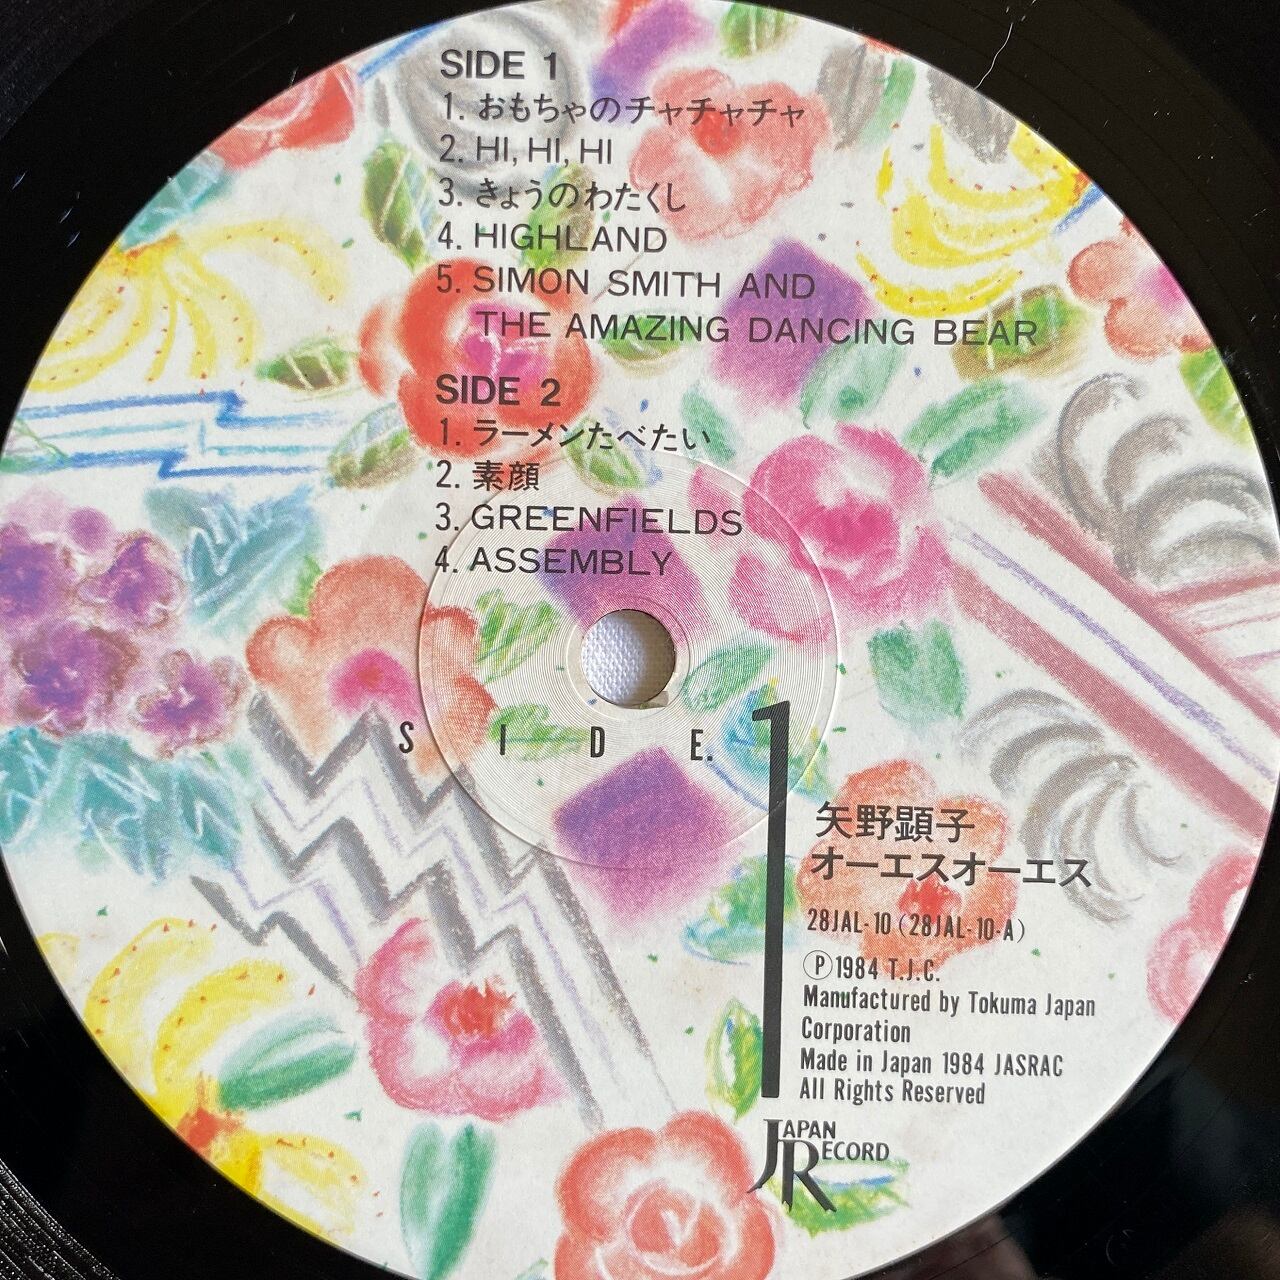 SIDE 1
1. おもちゃのチャチャチャ
2. HI, HI, HI
3. きょうのわたくし
4. HIGHLAND
5. SIMON SMITH AND
THE AMAZING DANCING BEAR
SIDE 2
1. ラーメンたべたい
2. 素顔
3. GREENFIELDS
4. ASSEMBLY
SIDE. 1
矢野顕子
オーエスオーエス
28JAL-10 (28JAL-10-A)
Ⓟ1984 T.J.C.
Manufactured by Tokuma Japan
Corporation
Made in Japan 1984 JASRAC
All Rights Reserved
JAPAN
RECORD